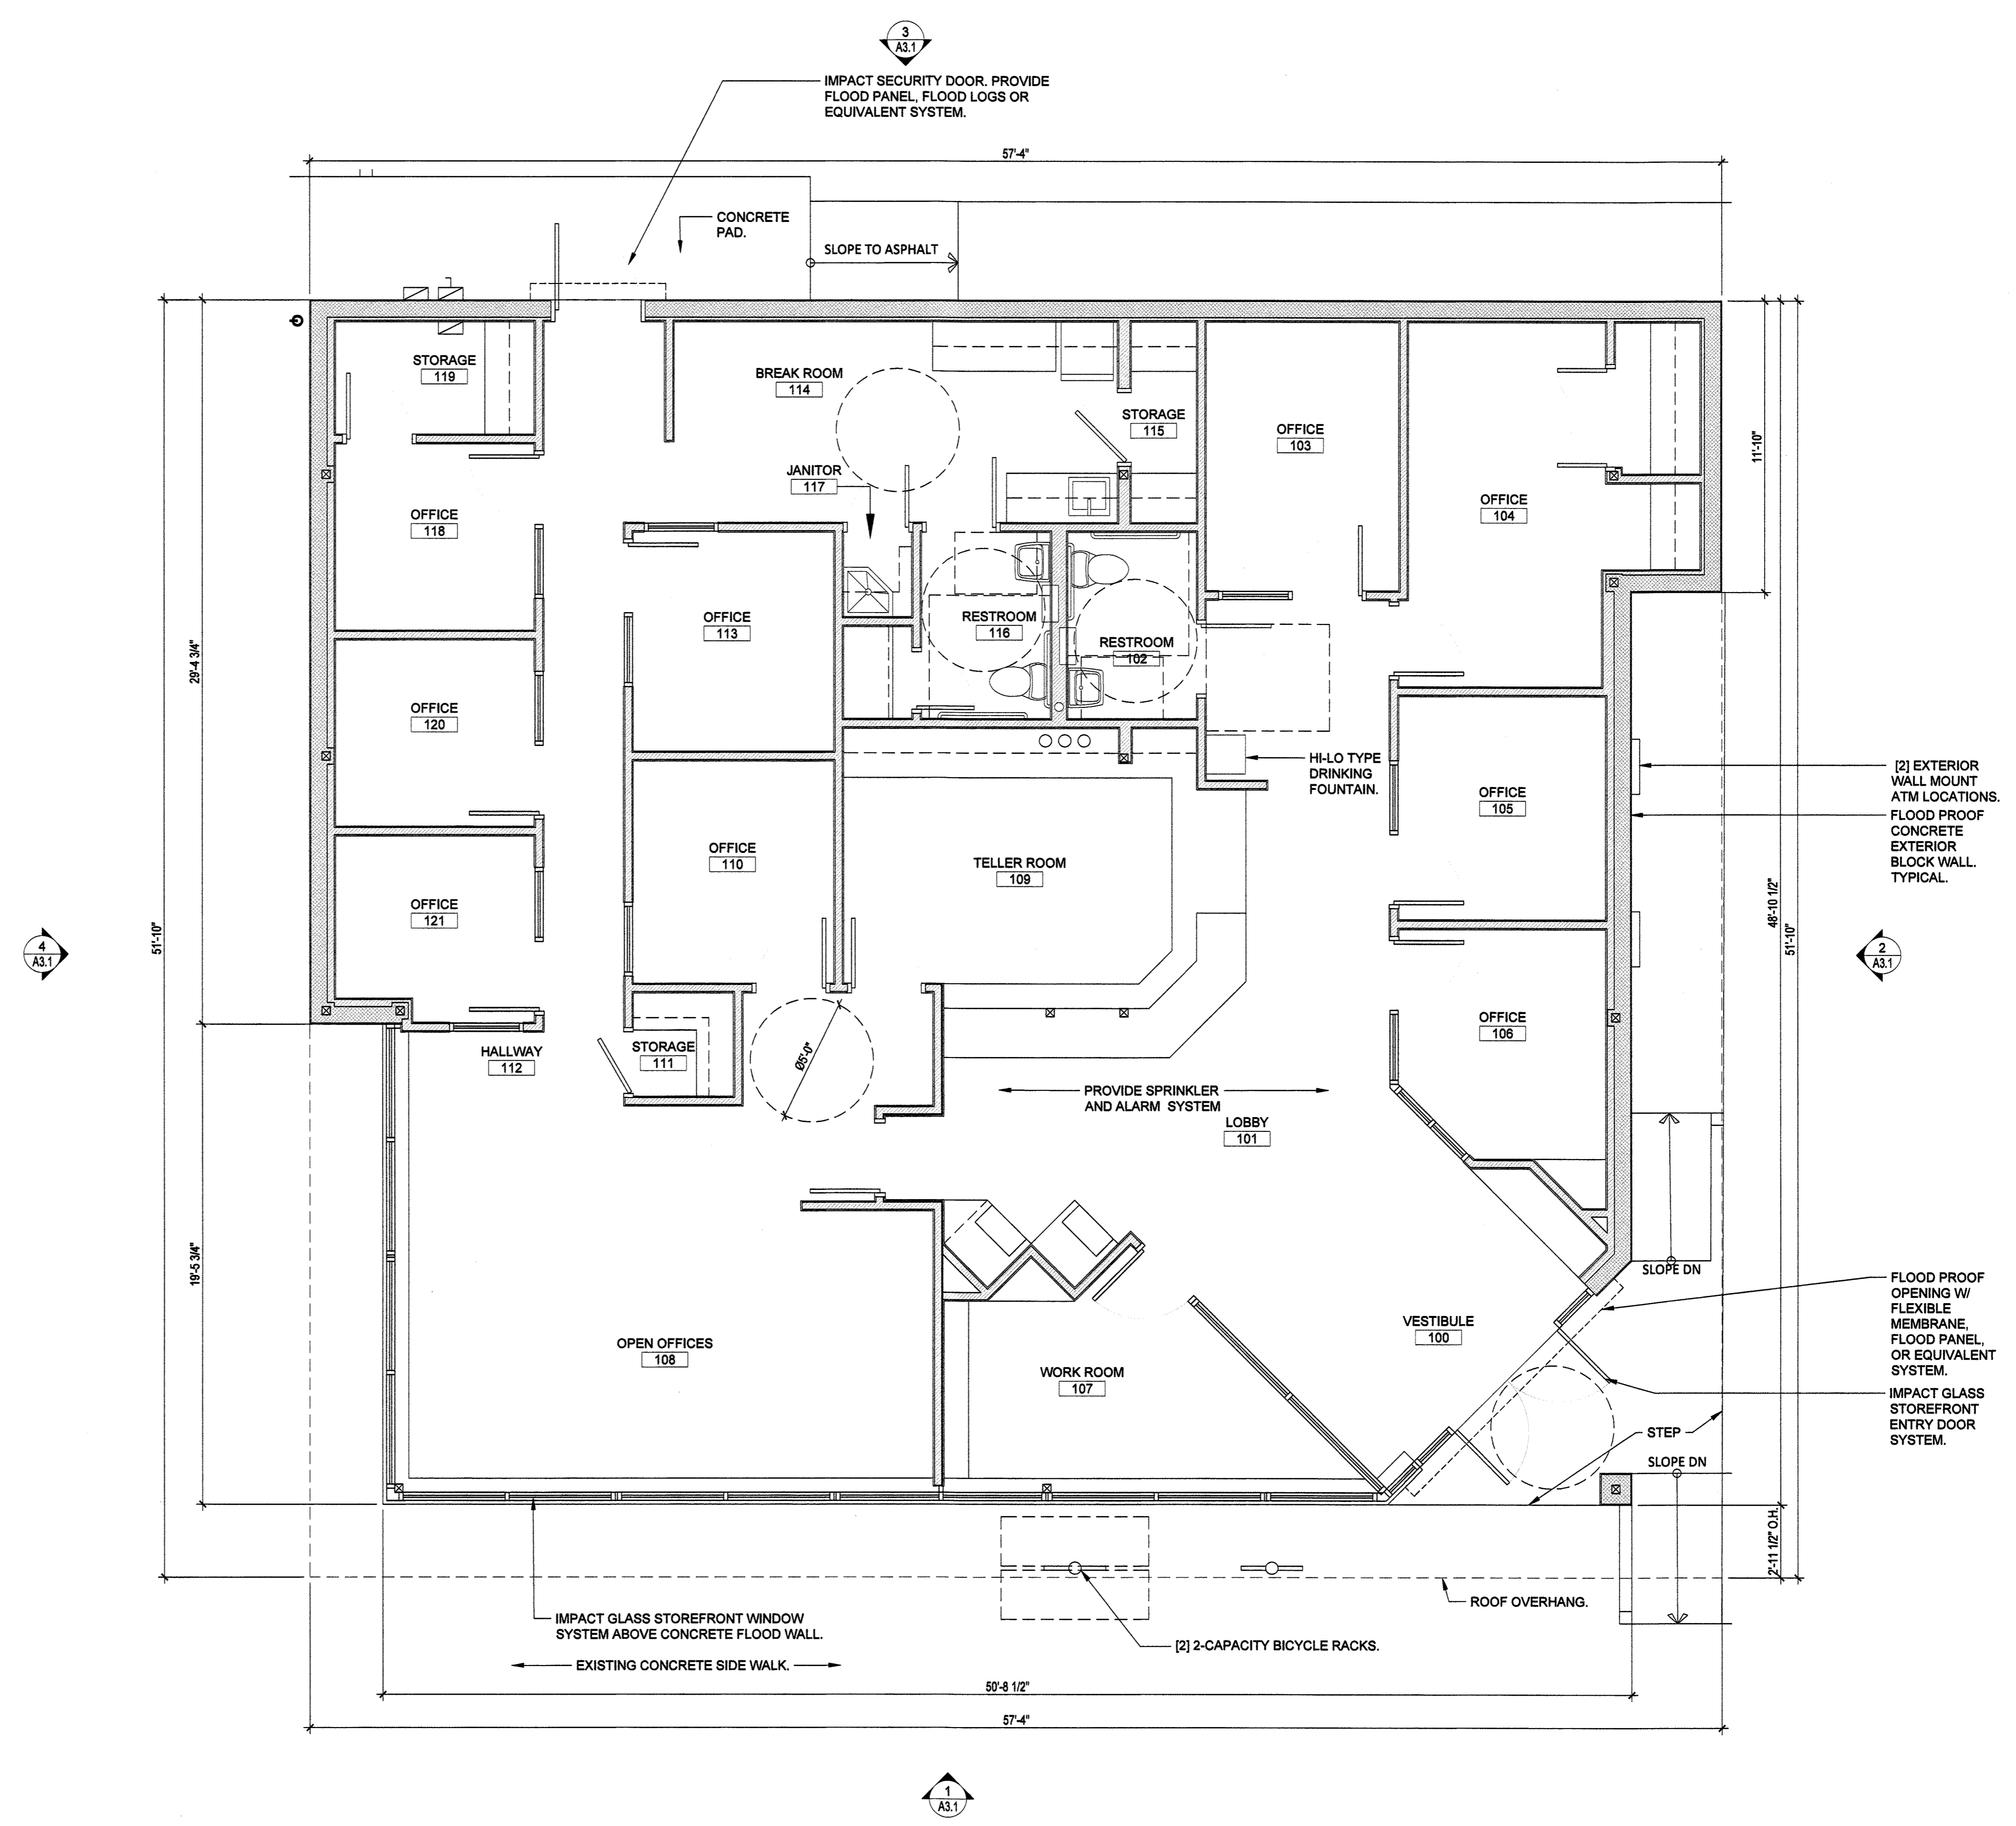 3
A3.1
IMPACT SECURITY DOOR. PROVIDE
FLOOD PANEL, FLOOD LOGS OR
EQUIVALENT SYSTEM.
57'-4"
CONCRETE
PAD.
SLOPE TO ASPHALT
STORAGE
119
BREAK ROOM
114
STORAGE
115
OFFICE
103
11'-10"
JANITOR
117
OFFICE
118
OFFICE
104
OFFICE
113
RESTROOM
116
RESTROOM
102
29'-4 3/4"
OFFICE
120
HI-LO TYPE
DRINKING
FOUNTAIN.
OFFICE
105
[2] EXTERIOR
WALL MOUNT
ATM LOCATIONS.
FLOOD PROOF
CONCRETE
EXTERIOR
BLOCK WALL.
TYPICAL.
OFFICE
110
TELLER ROOM
109
OFFICE
121
48'-10 1/2"
51'-10"
51'-10"
4
A3.1
2
A3.1
OFFICE
106
HALLWAY
112
STORAGE
111
Ø5'-0"
PROVIDE SPRINKLER
AND ALARM SYSTEM
LOBBY
101
19'-5 3/4"
SLOPE DN
FLOOD PROOF
OPENING W/
FLEXIBLE
MEMBRANE,
FLOOD PANEL,
OR EQUIVALENT
SYSTEM.
VESTIBULE
100
OPEN OFFICES
108
WORK ROOM
107
IMPACT GLASS
STOREFRONT
ENTRY DOOR
SYSTEM.
STEP
SLOPE DN
2'-11 1/2" O.H.
ROOF OVERHANG.
IMPACT GLASS STOREFRONT WINDOW
SYSTEM ABOVE CONCRETE FLOOD WALL.
[2] 2-CAPACITY BICYCLE RACKS.
EXISTING CONCRETE SIDE WALK.
50'-8 1/2"
57'-4"
1
A3.1